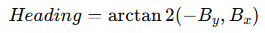 Heading = arctan 2(−B_y, B_x)